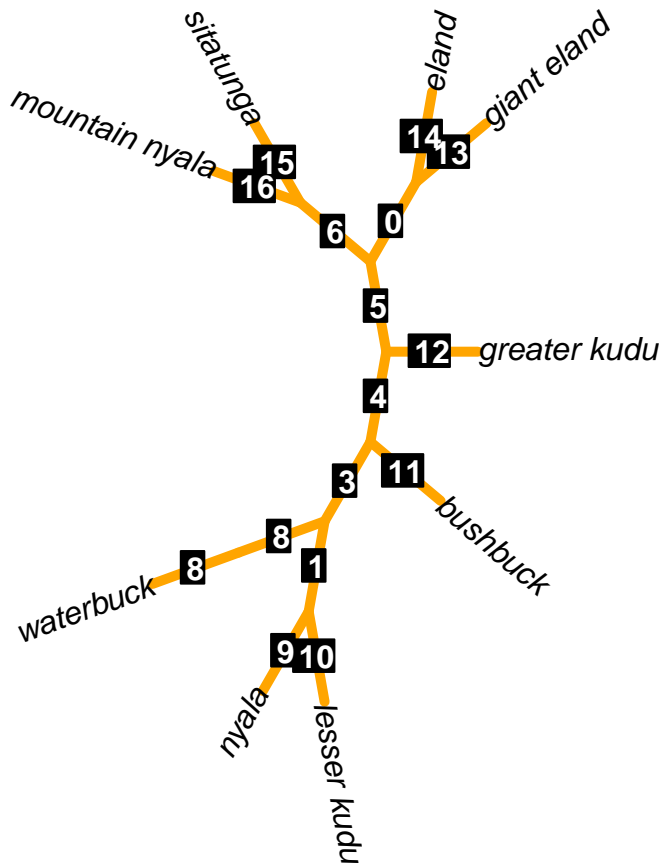 sitatunga
eland
giant eland
mountain nyala
14
13
15
16
0
6
5
12
greater kudu
4
11
3
bushbuck
8
8
1
waterbuck
9
10
nyala
lesser kudu